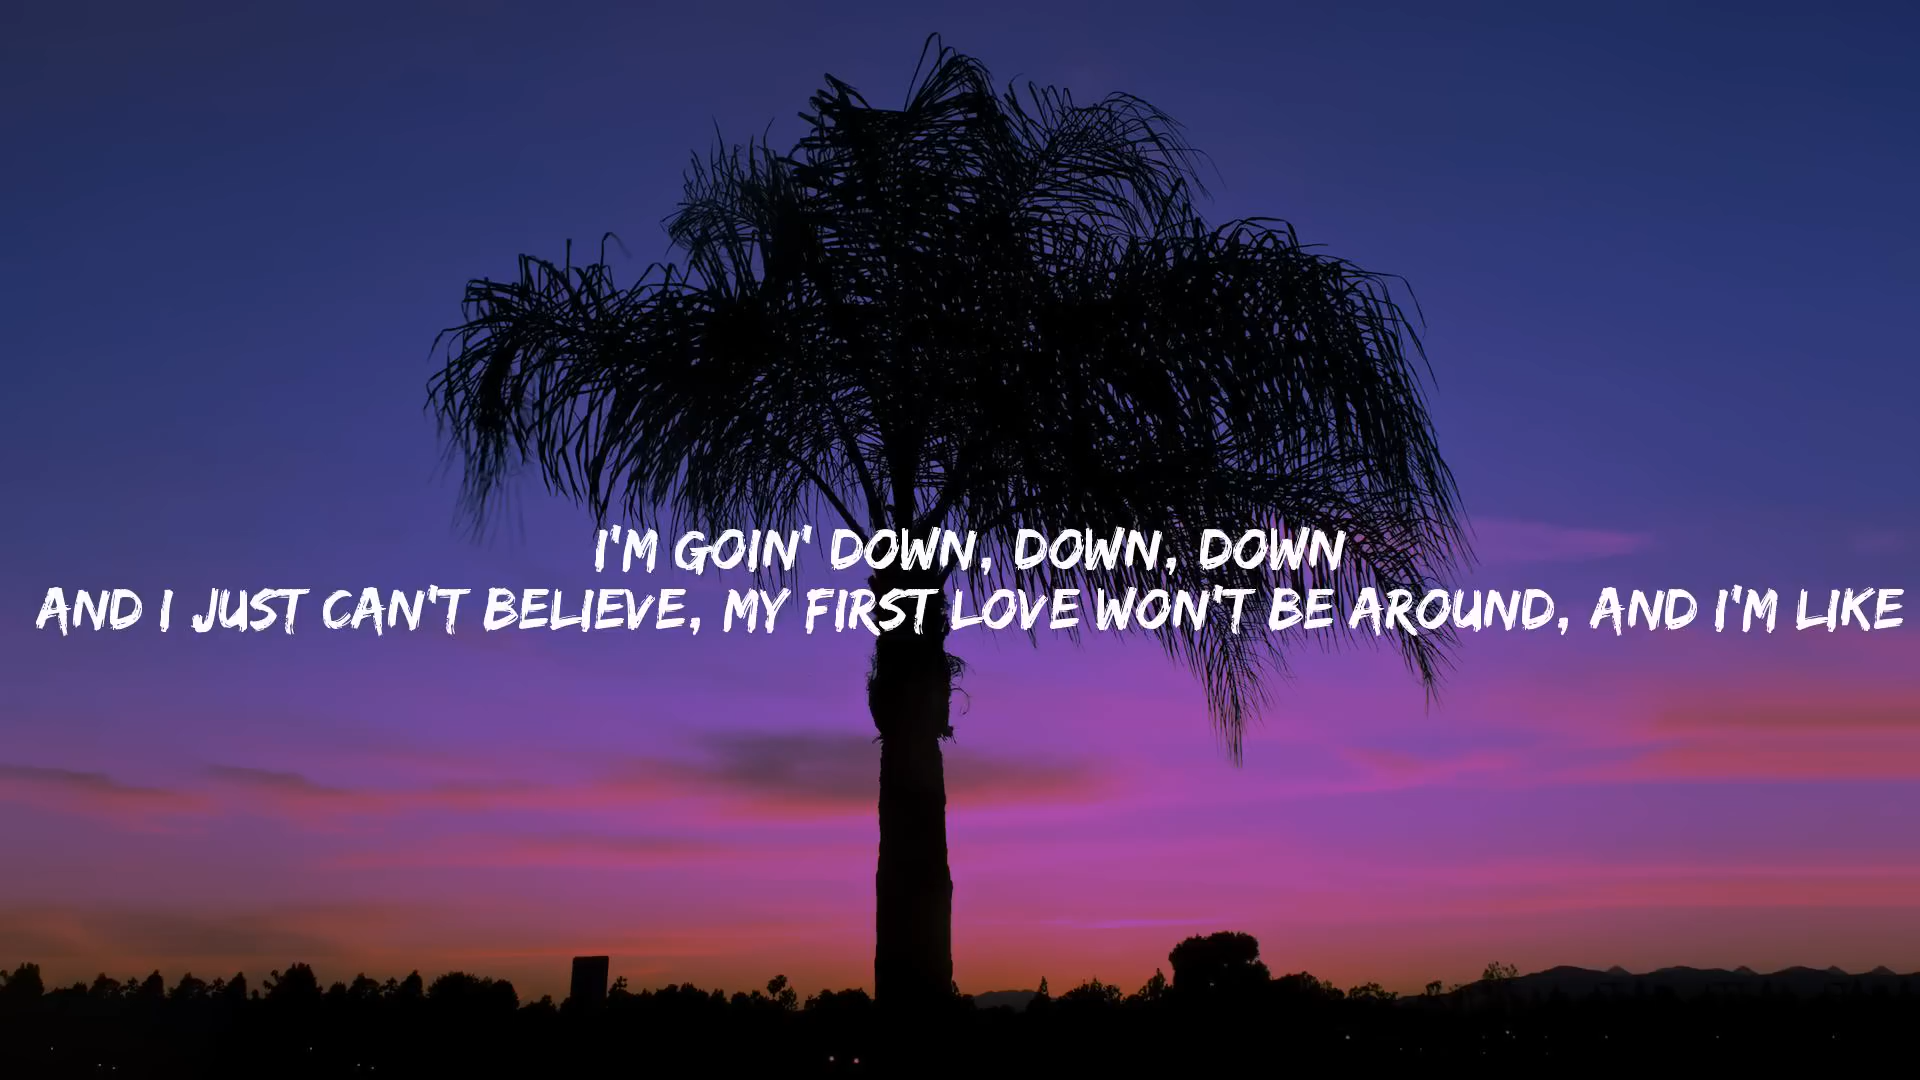 I'M GOIN' DOWN, DOWN, DOWN
AND I JUST CAN'T BELIEVE, MY FIRST LOVE WON'T BE AROUND, AND I'M LIKE